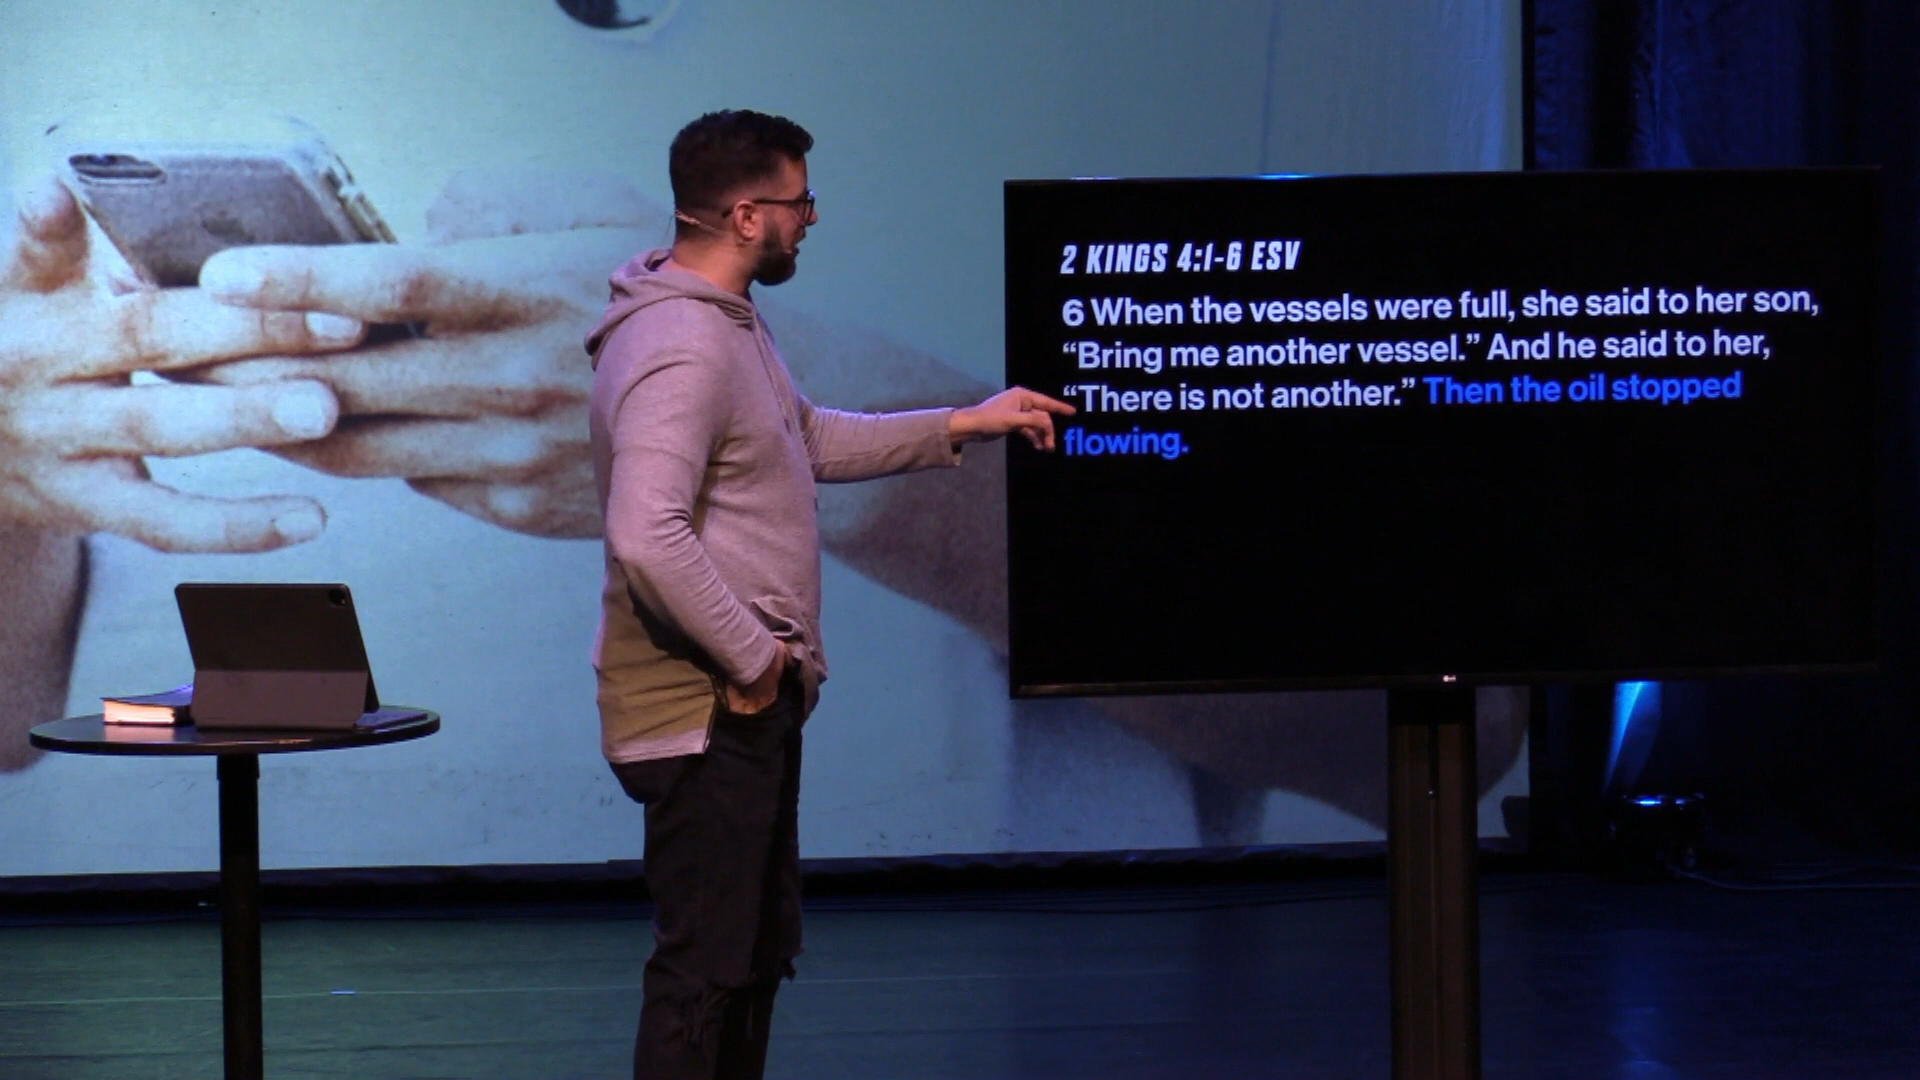 2 KINGS 4:1-6 ESV
6 When the vessels were full, she said to her son,
“Bring me another vessel.” And he said to her,
“There is not another.” Then the oil stopped
flowing.